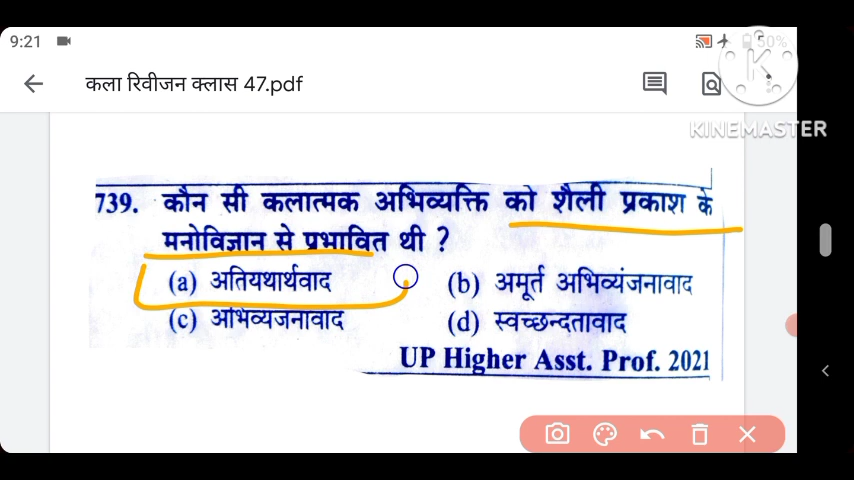 9:21
50%
कला रिवीजन क्लास 47.pdf
KINEMASTER
739. कौन सी कलात्मक अभिव्यक्ति को शैली प्रकाश के
मनोविज्ञान से प्रभावित थी ?
(a) अतियथार्थवाद (b) अमूर्त अभिव्यंजनावाद
(c) अभिव्यजनावाद (d) स्वच्छन्दतावाद
UP Higher Asst. Prof. 2021